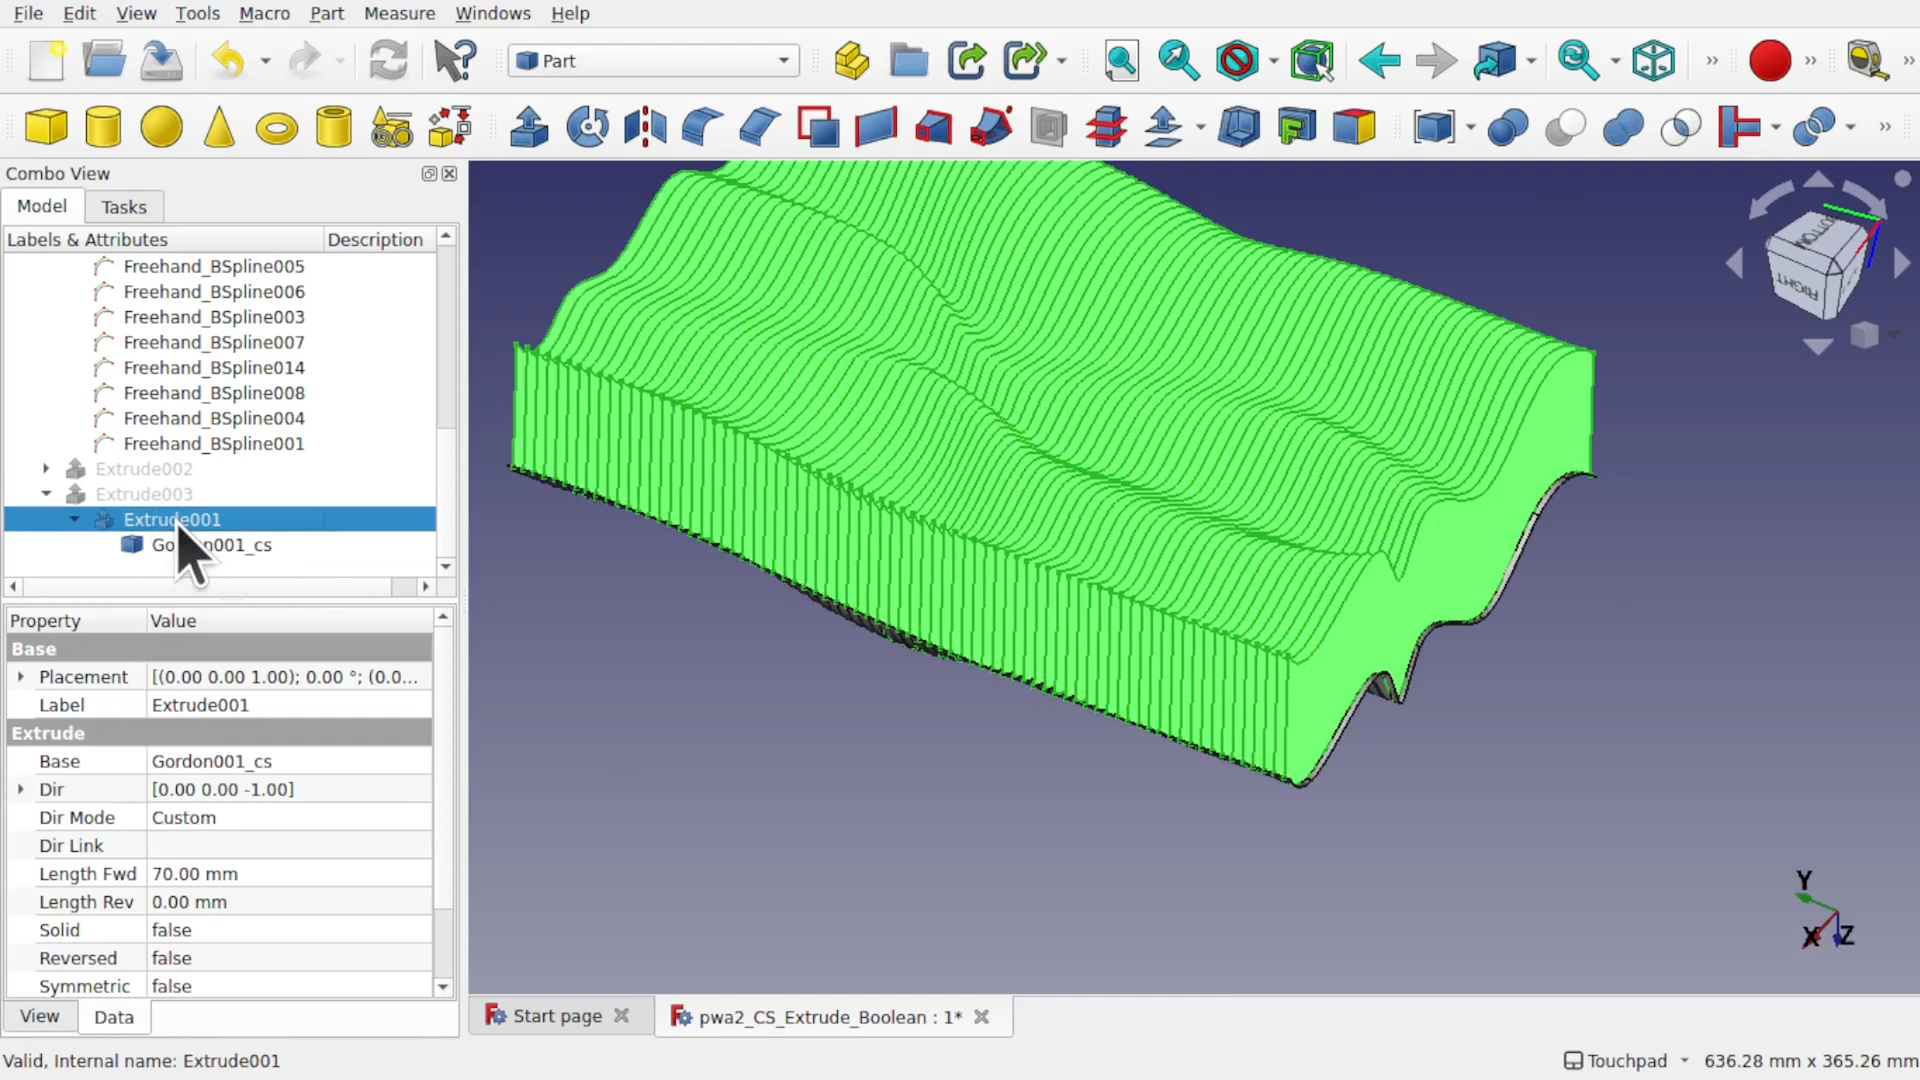 File Edit View Tools Macro Part Measure Windows Help
Part
Combo View
Model Tasks
Labels & Attributes Description
Freehand_BSpline005
Freehand_BSpline006
Freehand_BSpline003
Freehand_BSpline007
Freehand_BSpline014
Freehand_BSpline008
Freehand_BSpline004
Freehand_BSpline001
Extrude002
Extrude003
Extrude001
001_cs
Property Value
Base
Placement [(0.00 0.00 1.00); 0.00 °; (0.0...
Label Extrude001
Extrude
Base Gordon001_cs
Dir [0.00 0.00 -1.00]
Dir Mode Custom
Dir Link
Length Fwd 70.00 mm
Length Rev 0.00 mm
Solid false
Reversed false
Symmetric false
View Data
BOTTOM
RIGHT
Y
X Z
Start page pwa2_CS_Extrude_Boolean : 1*
Valid, Internal name: Extrude001
Touchpad 636.28 mm x 365.26 mm